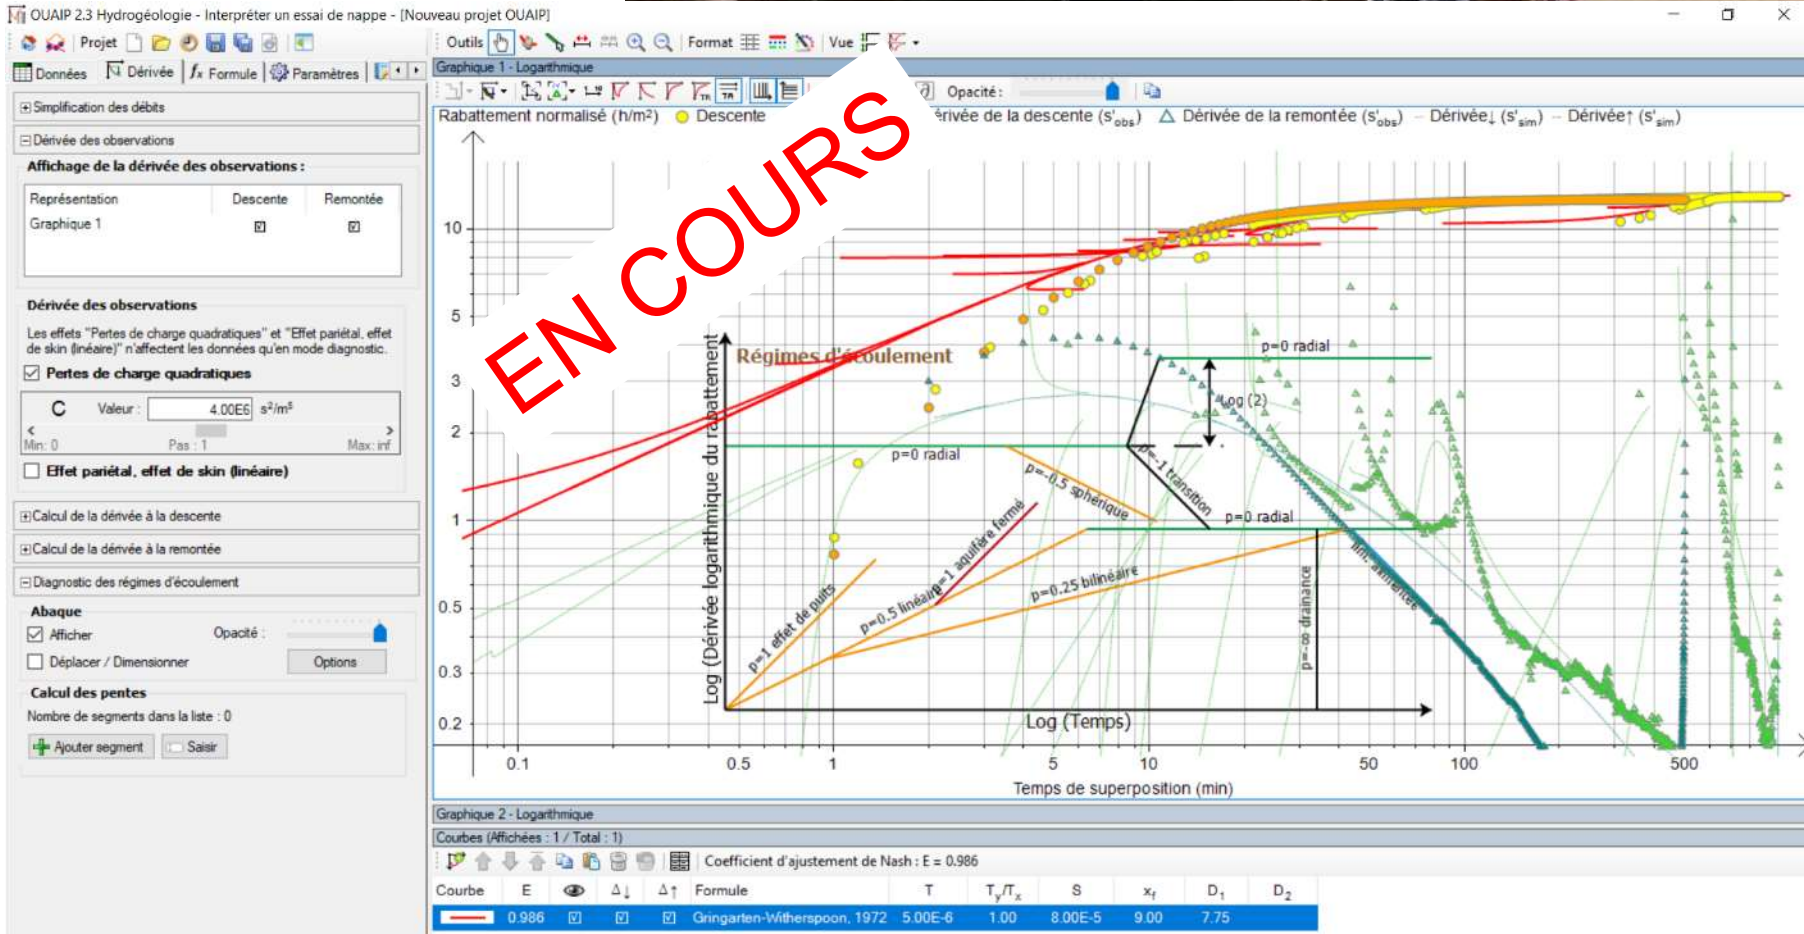 OUAIP 2.3 Hydrogéologie - Interpréter un essai de nappe - [Nouveau projet OUAIP]
Projet
Outils
Format
Vue
Données
Dérivée
fx Formule
Paramètres
Simplification des débits
Dérivée des observations
Affichage de la dérivée des observations :
Représentation Descente Remontée
Graphique 1
Dérivée des observations
Les effets "Pertes de charge quadratiques" et "Effet pariétal, effet
de skin (linéaire)" n'affectent les données qu'en mode diagnostic.
Pertes de charge quadratiques
C Valeur : 4.00E6 s²/m⁵
Min: 0 Pas : 1 Max: inf
Effet pariétal, effet de skin (linéaire)
Calcul de la dérivée à la descente
Calcul de la dérivée à la remontée
Diagnostic des régimes d'écoulement
Abaque
Afficher Opacité :
Déplacer / Dimensionner Options
Calcul des pentes
Nombre de segments dans la liste : 0
Ajouter segment Saisir
Graphique 1 - Logarithmique
Opacité :
Rabattement normalisé (h/m²) Descente érivée de la descente (s'obs) Dérivée de la remontée (s'obs) Dérivée↓ (s'sim) Dérivée↑ (s'sim)
EN COURS
10
5
3
2
1
0.5
0.3
0.2
Régimes d'écoulement
Log (Dérivée logarithmique du rabattement
p=0 radial
Log (2)
p=0 radial
p=-1 transition
p=-0.5 sphérique
p=0 radial
p=1 aquifère fermé
p=0.25 bilinéaire
p=0.5 linéaire
p=1 effet de puits
p=-∞ drainance
Log (Temps)
0.1 0.5 1 5 10 50 100 500
Temps de superposition (min)
Graphique 2 - Logarithmique
Courbes (Affichées : 1 / Total : 1)
Coefficient d'ajustement de Nash : E = 0.986
Courbe E Δ↓ Δ↑ Formule T Ty/Tx S xf D1 D2
0.986 Gringarten-Witherspoon, 1972 5.00E-6 1.00 8.00E-5 9.00 7.75